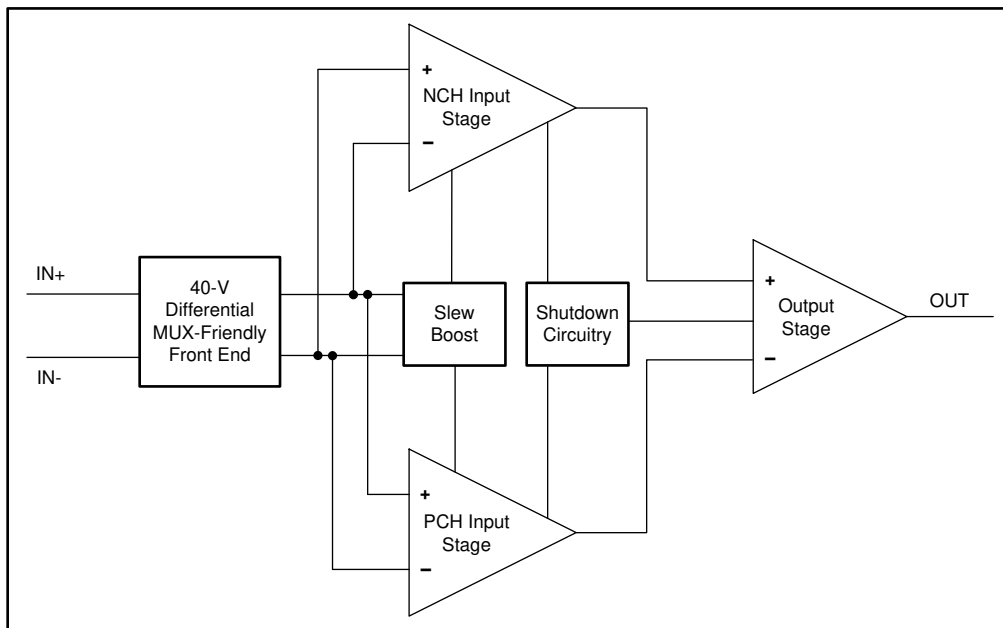 +
NCH Input
Stage
−
IN+
IN-
40-V
Differential
MUX-Friendly
Front End
Slew
Boost
Shutdown
Circuitry
+
Output
Stage
−
OUT
+
PCH Input
Stage
−